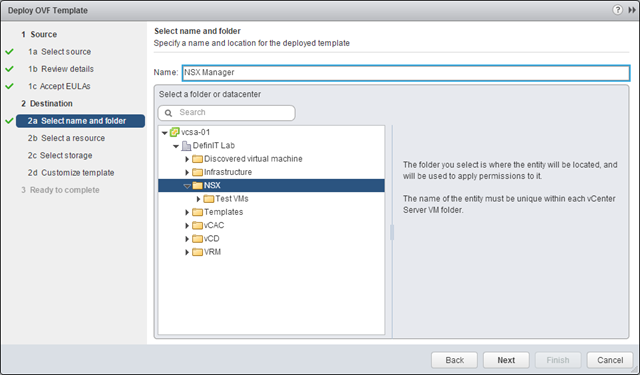 Deploy OVF Template
1 Source
1a Select source
1b Review details
1c Accept EULAs
2 Destination
2a Select name and folder
2b Select a resource
2c Select storage
2d Customize template
3 Ready to complete
Select name and folder
Specify a name and location for the deployed template
Name: NSX Manager
Select a folder or datacenter
Search
vcsa-01
DefinIT Lab
Discovered virtual machine
Infrastructure
NSX
Test VMs
Templates
vCAC
vCD
VRM
The folder you select is where the entity will be located, and
will be used to apply permissions to it.
The name of the entity must be unique within each vCenter
Server VM folder.
Back Next Finish Cancel